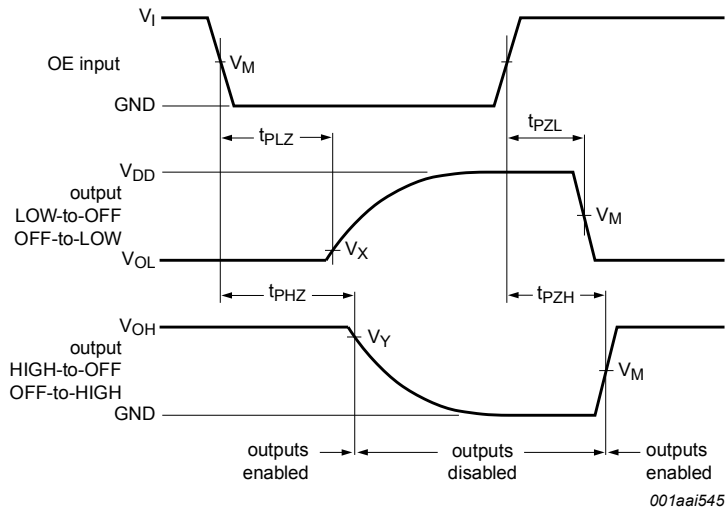 VI
OE input
VM
GND
tPLZ
tPZL
VDD
output
LOW-to-OFF
OFF-to-LOW
VM
VX
VOL
tPHZ
tPZH
VOH
VY
output
HIGH-to-OFF
OFF-to-HIGH
VM
GND
outputs
enabled
outputs
disabled
outputs
enabled
001aai545